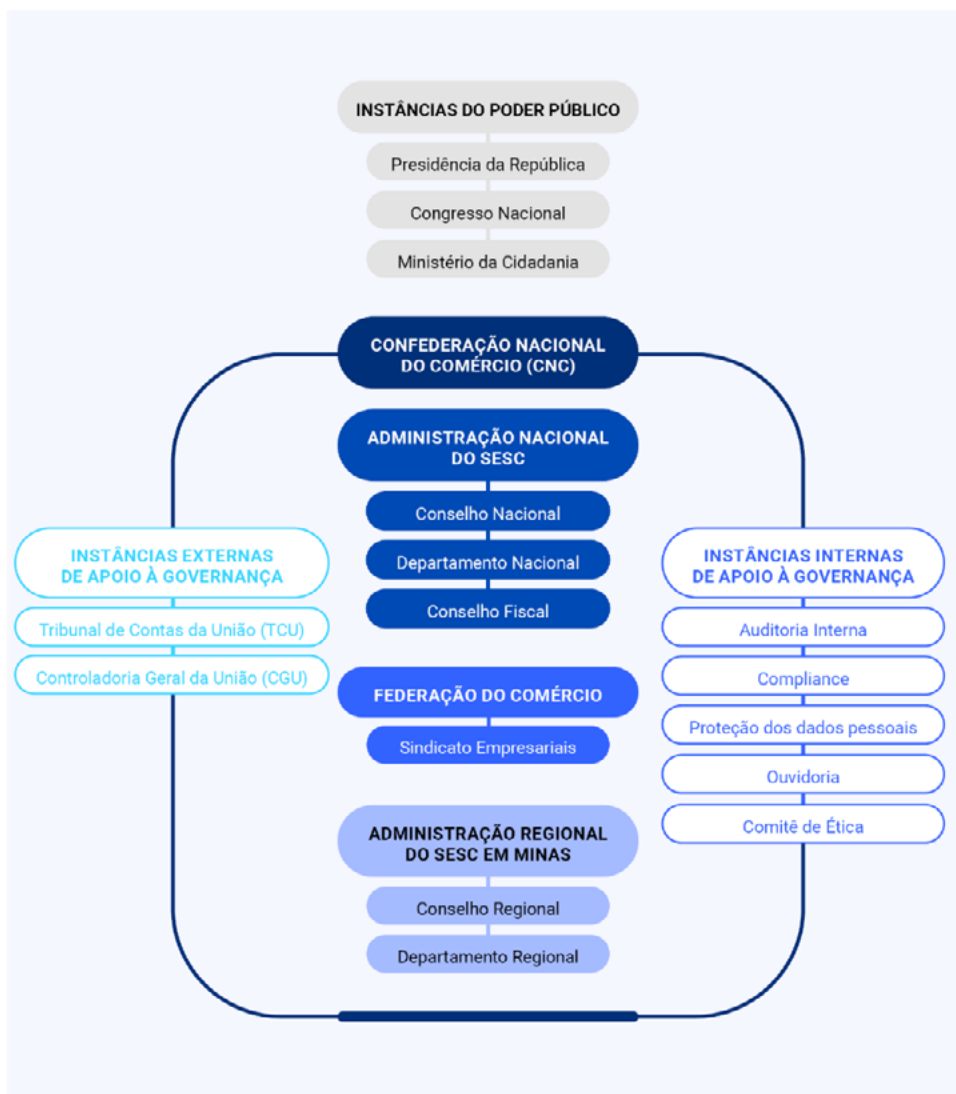 INSTÂNCIAS DO PODER PÚBLICO
Presidência da República
Congresso Nacional
Ministério da Cidadania
CONFEDERAÇÃO NACIONAL
DO COMÉRCIO (CNC)
ADMINISTRAÇÃO NACIONAL
DO SESC
Conselho Nacional
Departamento Nacional
Conselho Fiscal
INSTÂNCIAS EXTERNAS
DE APOIO À GOVERNANÇA
Tribunal de Contas da União (TCU)
Controladoria Geral da União (CGU)
INSTÂNCIAS INTERNAS
DE APOIO À GOVERNANÇA
Auditoria Interna
Compliance
Proteção dos dados pessoais
Ouvidoria
Comitê de Ética
FEDERAÇÃO DO COMÉRCIO
Sindicato Empresariais
ADMINISTRAÇÃO REGIONAL
DO SESC EM MINAS
Conselho Regional
Departamento Regional